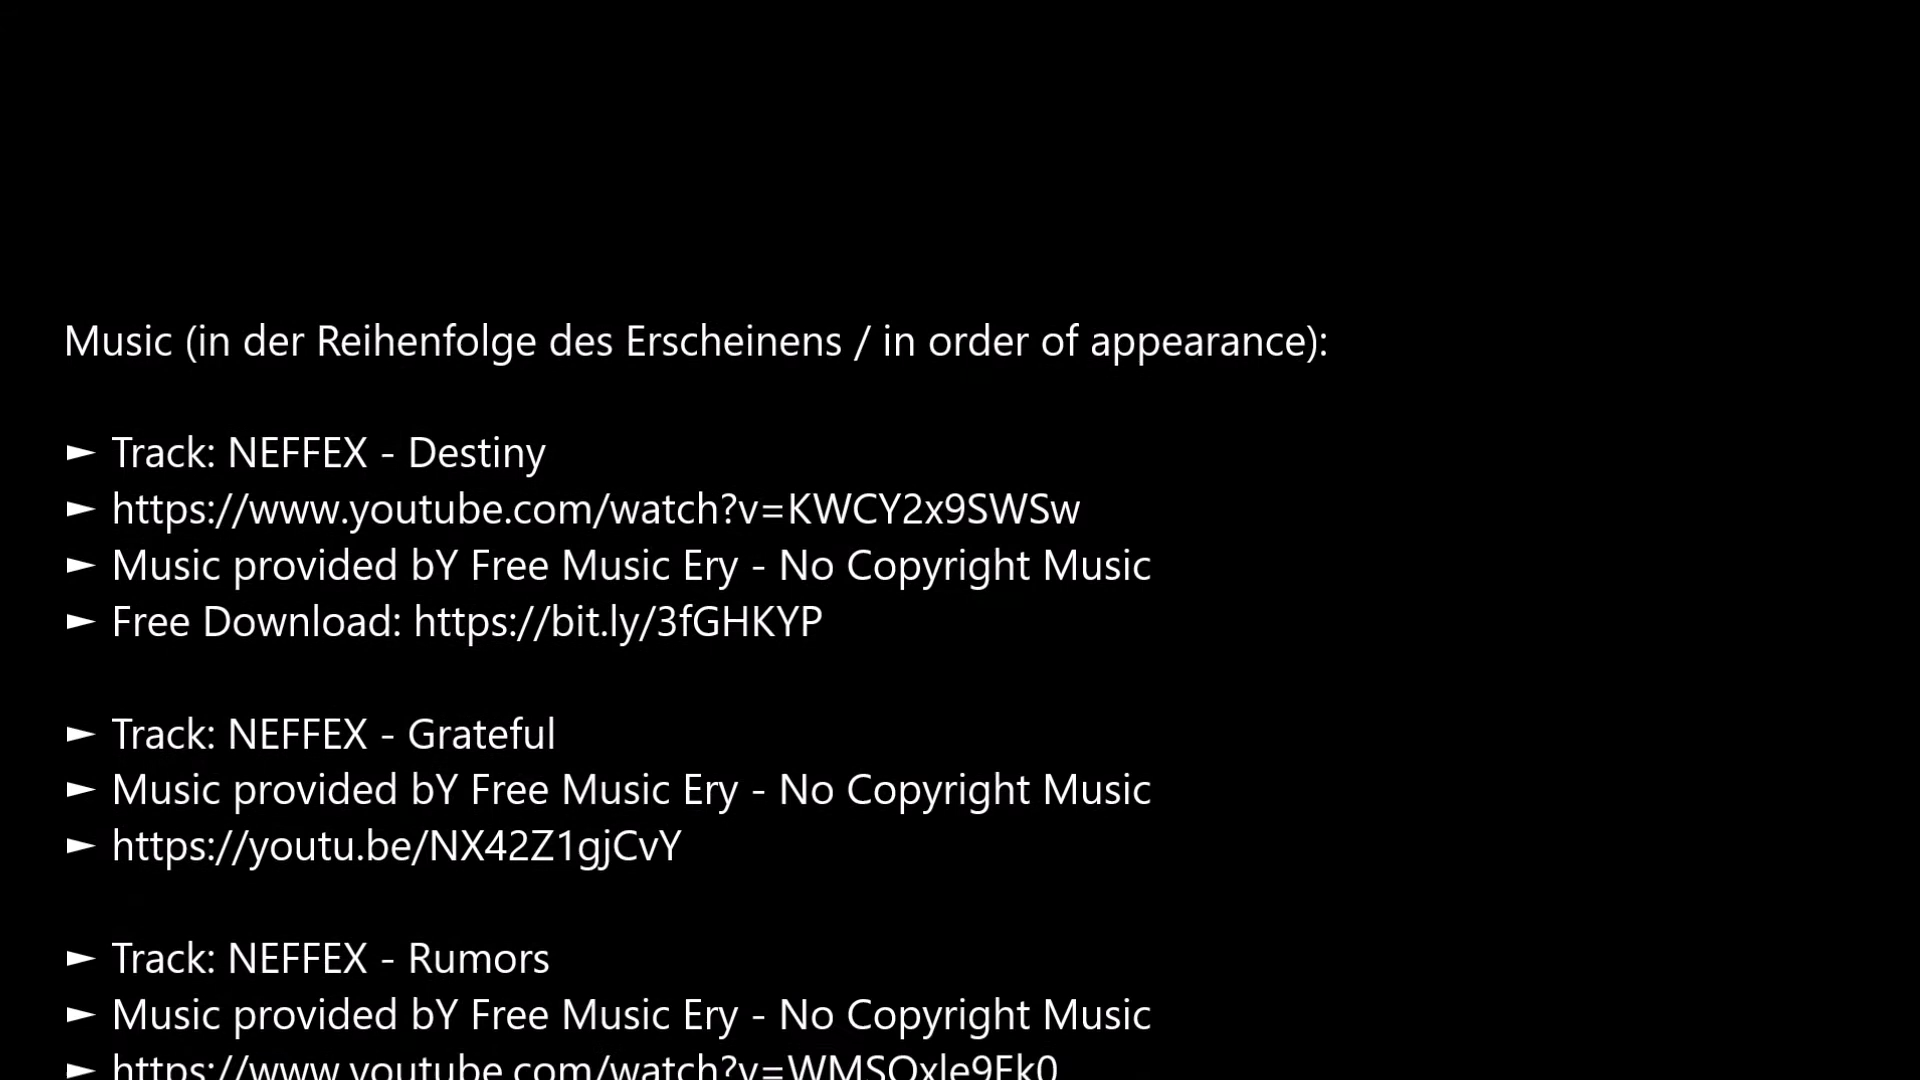 Music (in der Reihenfolge des Erscheinens / in order of appearance):
► Track: NEFFEX - Destiny
► https://www.youtube.com/watch?v=KWCY2x9SWSw
► Music provided bY Free Music Ery - No Copyright Music
► Free Download: https://bit.ly/3fGHKYP
► Track: NEFFEX - Grateful
► Music provided bY Free Music Ery - No Copyright Music
► https://youtu.be/NX42Z1gjCvY
► Track: NEFFEX - Rumors
► Music provided bY Free Music Ery - No Copyright Music